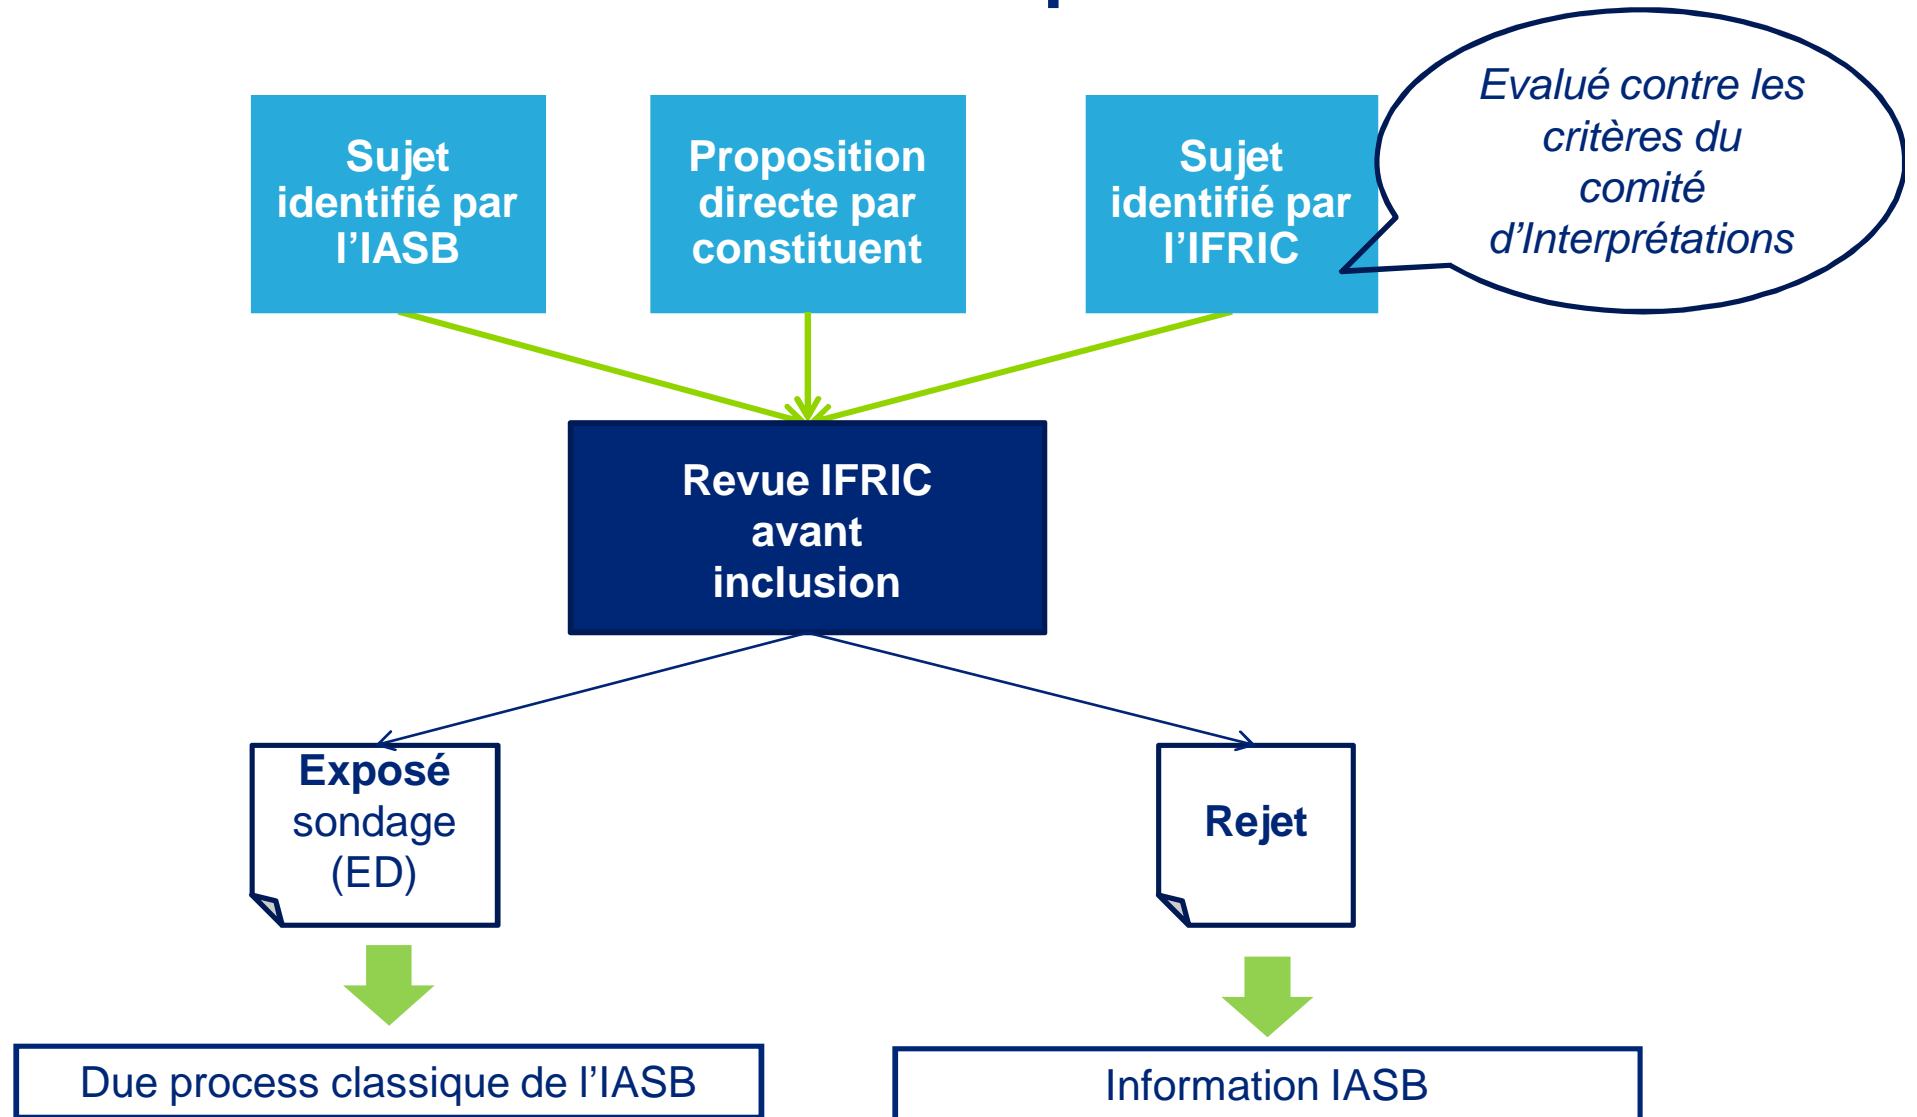 Sujet
identifié par
l’IASB
Proposition
directe par
constituent
Sujet
identifié par
l’IFRIC
Evalué contre les
critères du
comité
d’Interprétations
Revue IFRIC
avant
inclusion
Exposé
sondage
(ED)
Rejet
Due process classique de l’IASB
Information IASB